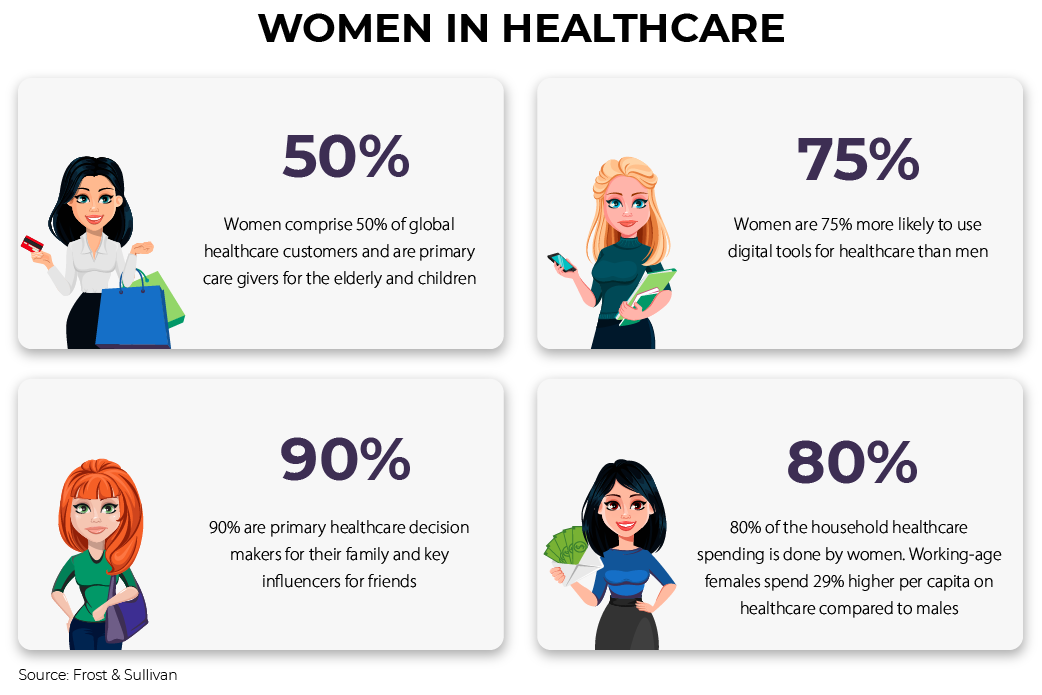 WOMEN IN HEALTHCARE
50%
Women comprise 50% of global
healthcare customers and are primary
care givers for the elderly and children
75%
Women are 75% more likely to use
digital tools for healthcare than men
90%
90% are primary healthcare decision
makers for their family and key
influencers for friends
80%
80% of the household healthcare
spending is done by women. Working-age
females spend 29% higher per capita on
healthcare compared to males
Source: Frost & Sullivan